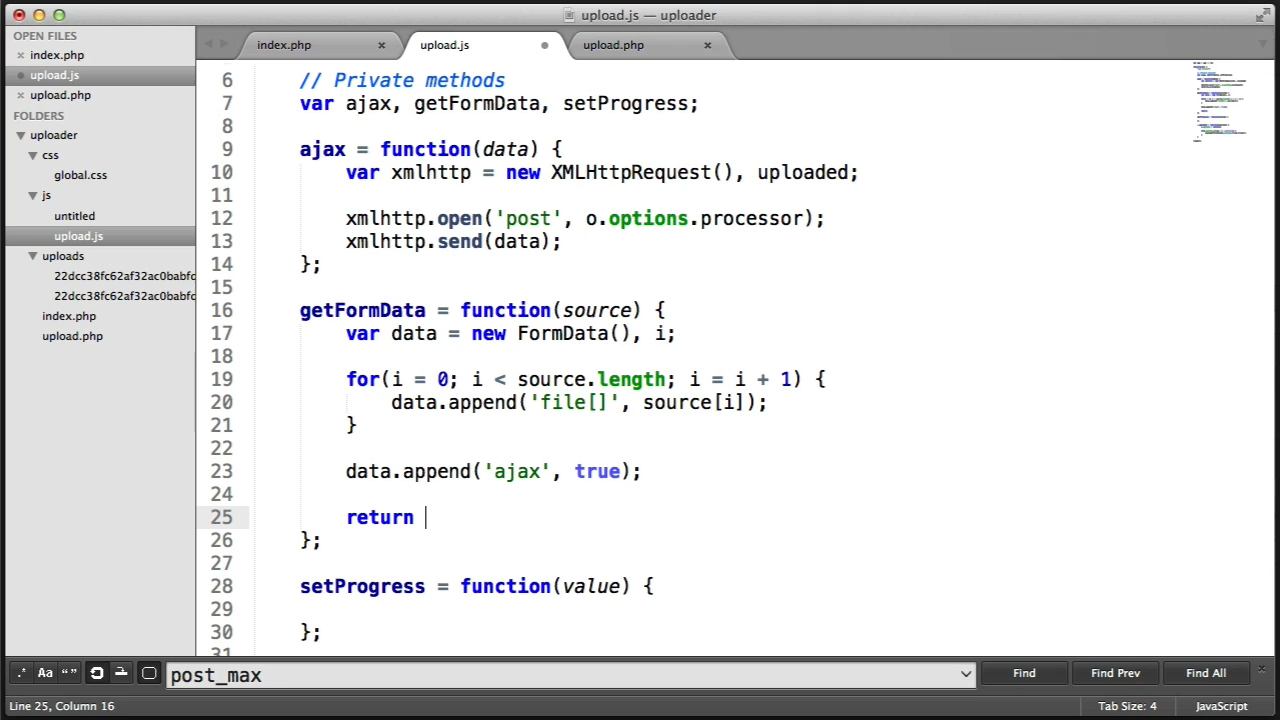 upload.js — uploader
OPEN FILES
index.php
upload.js
upload.php
FOLDERS
uploader
css
global.css
js
untitled
upload.js
uploads
22dcc38fc62af32ac0babfc
22dcc38fc62af32ac0babfc
index.php
upload.php
index.php
upload.js
upload.php
6 // Private methods
7 var ajax, getFormData, setProgress;
8
9 ajax = function(data) {
10 var xmlhttp = new XMLHttpRequest(), uploaded;
11
12 xmlhttp.open('post', o.options.processor);
13 xmlhttp.send(data);
14 };
15
16 getFormData = function(source) {
17 var data = new FormData(), i;
18
19 for(i = 0; i < source.length; i = i + 1) {
20 data.append('file[]', source[i]);
21 }
22
23 data.append('ajax', true);
24
25 return
26 };
27
28 setProgress = function(value) {
29
30 };
31
.* Aa “”
post_max
Find
Find Prev
Find All
Line 25, Column 16
Tab Size: 4
JavaScript